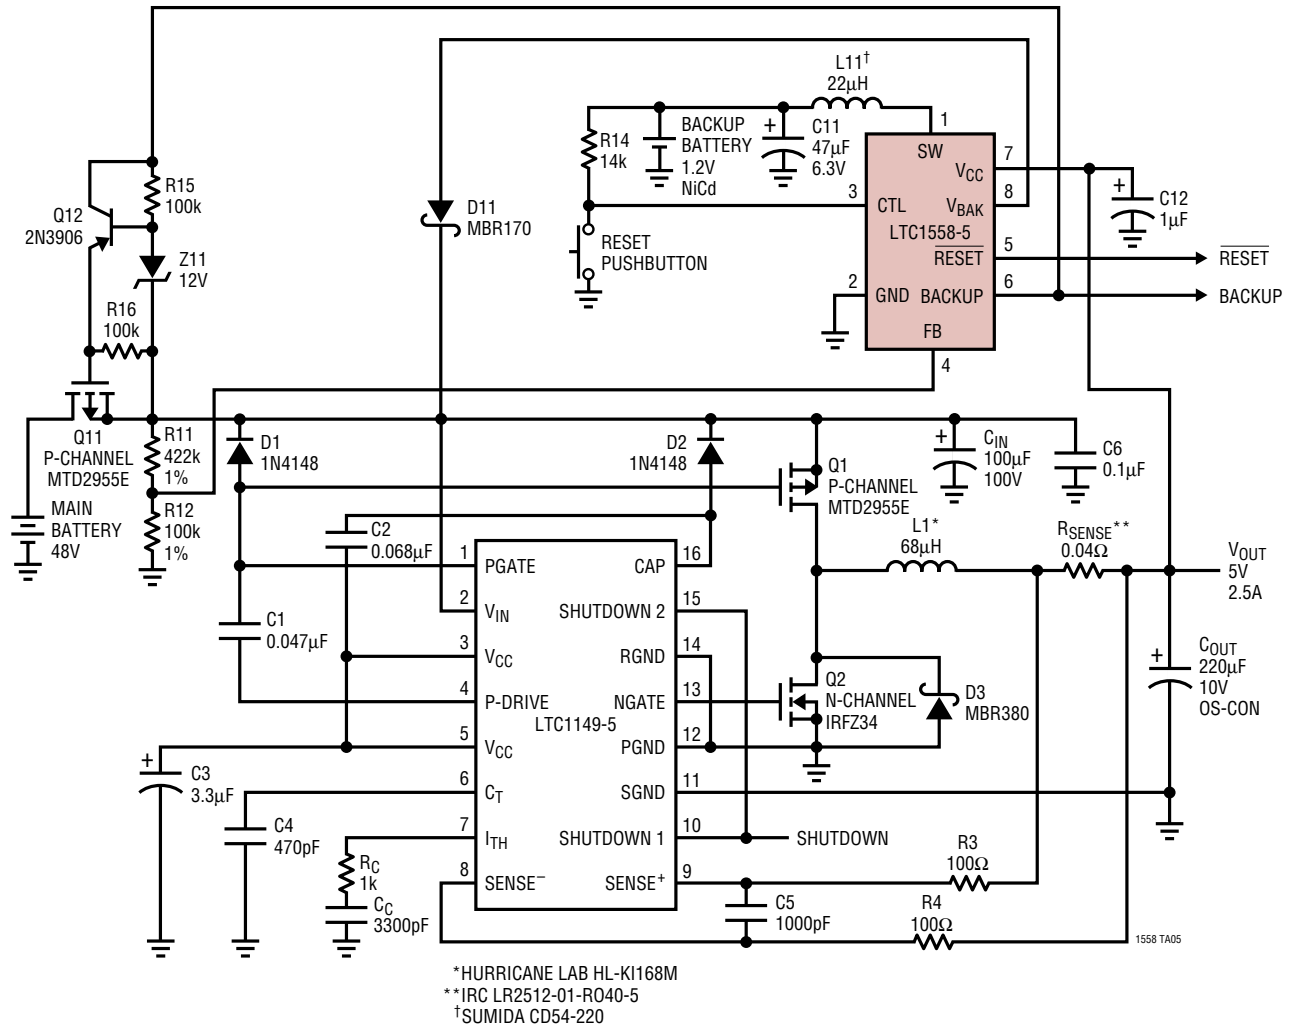 L11†
22μH
1
R14
14k
BACKUP
BATTERY
1.2V
NiCd
+
C11
47μF
6.3V
SW
7
VCC
+
C12
1μF
R15
100k
Q12
2N3906
D11
MBR170
3
CTL
8
VBAK
LTC1558-5
RESET
PUSHBUTTON
5
RESET
RESET
Z11
12V
2
GND
BACKUP
6
BACKUP
R16
100k
FB
4
Q11
P-CHANNEL
MTD2955E
R11
422k
1%
D1
1N4148
D2
1N4148
Q1
P-CHANNEL
MTD2955E
+
CIN
100μF
100V
C6
0.1μF
MAIN
BATTERY
48V
R12
100k
1%
C2
0.068μF
L1*
68μH
RSENSE**
0.04Ω
VOUT
5V
2.5A
1
PGATE
CAP
16
2
VIN
SHUTDOWN 2
15
C1
0.047μF
3
VCC
RGND
14
4
P-DRIVE
NGATE
13
Q2
N-CHANNEL
IRFZ34
D3
MBR380
+
COUT
220μF
10V
OS-CON
LTC1149-5
5
VCC
PGND
12
+
C3
3.3μF
6
CT
SGND
11
C4
470pF
7
ITH
SHUTDOWN 1
10
SHUTDOWN
RC
1k
R3
100Ω
8
SENSE−
SENSE+
9
CC
3300pF
C5
1000pF
R4
100Ω
1558 TA05
*HURRICANE LAB HL-KI168M
**IRC LR2512-01-RO40-5
†SUMIDA CD54-220